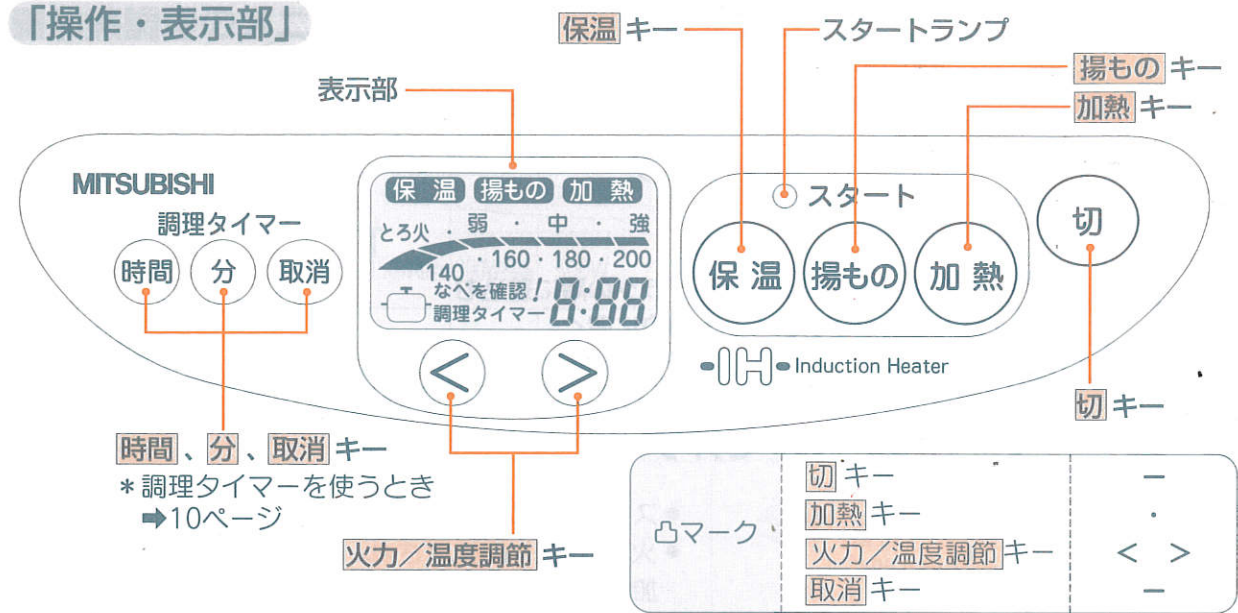 「操作・表示部」
保温 キー
スタートランプ
揚もの キー
加熱 キー
表示部
MITSUBISHI
調理タイマー
時間 分 取消
保 温 揚もの 加 熱
とろ火 ・ 弱 ・ 中 ・ 強
140 ・ 160 ・ 180 ・ 200
なべを確認!
調理タイマー 8:88
< >
スタート
保 温 揚もの 加 熱
切
IH Induction Heater
切 キー
時間、分、取消 キー
*調理タイマーを使うとき
➡10ページ
火力/温度調節 キー
凸マーク
切 キー −
加熱 キー ・
火力/温度調節 キー < >
取消 キー −